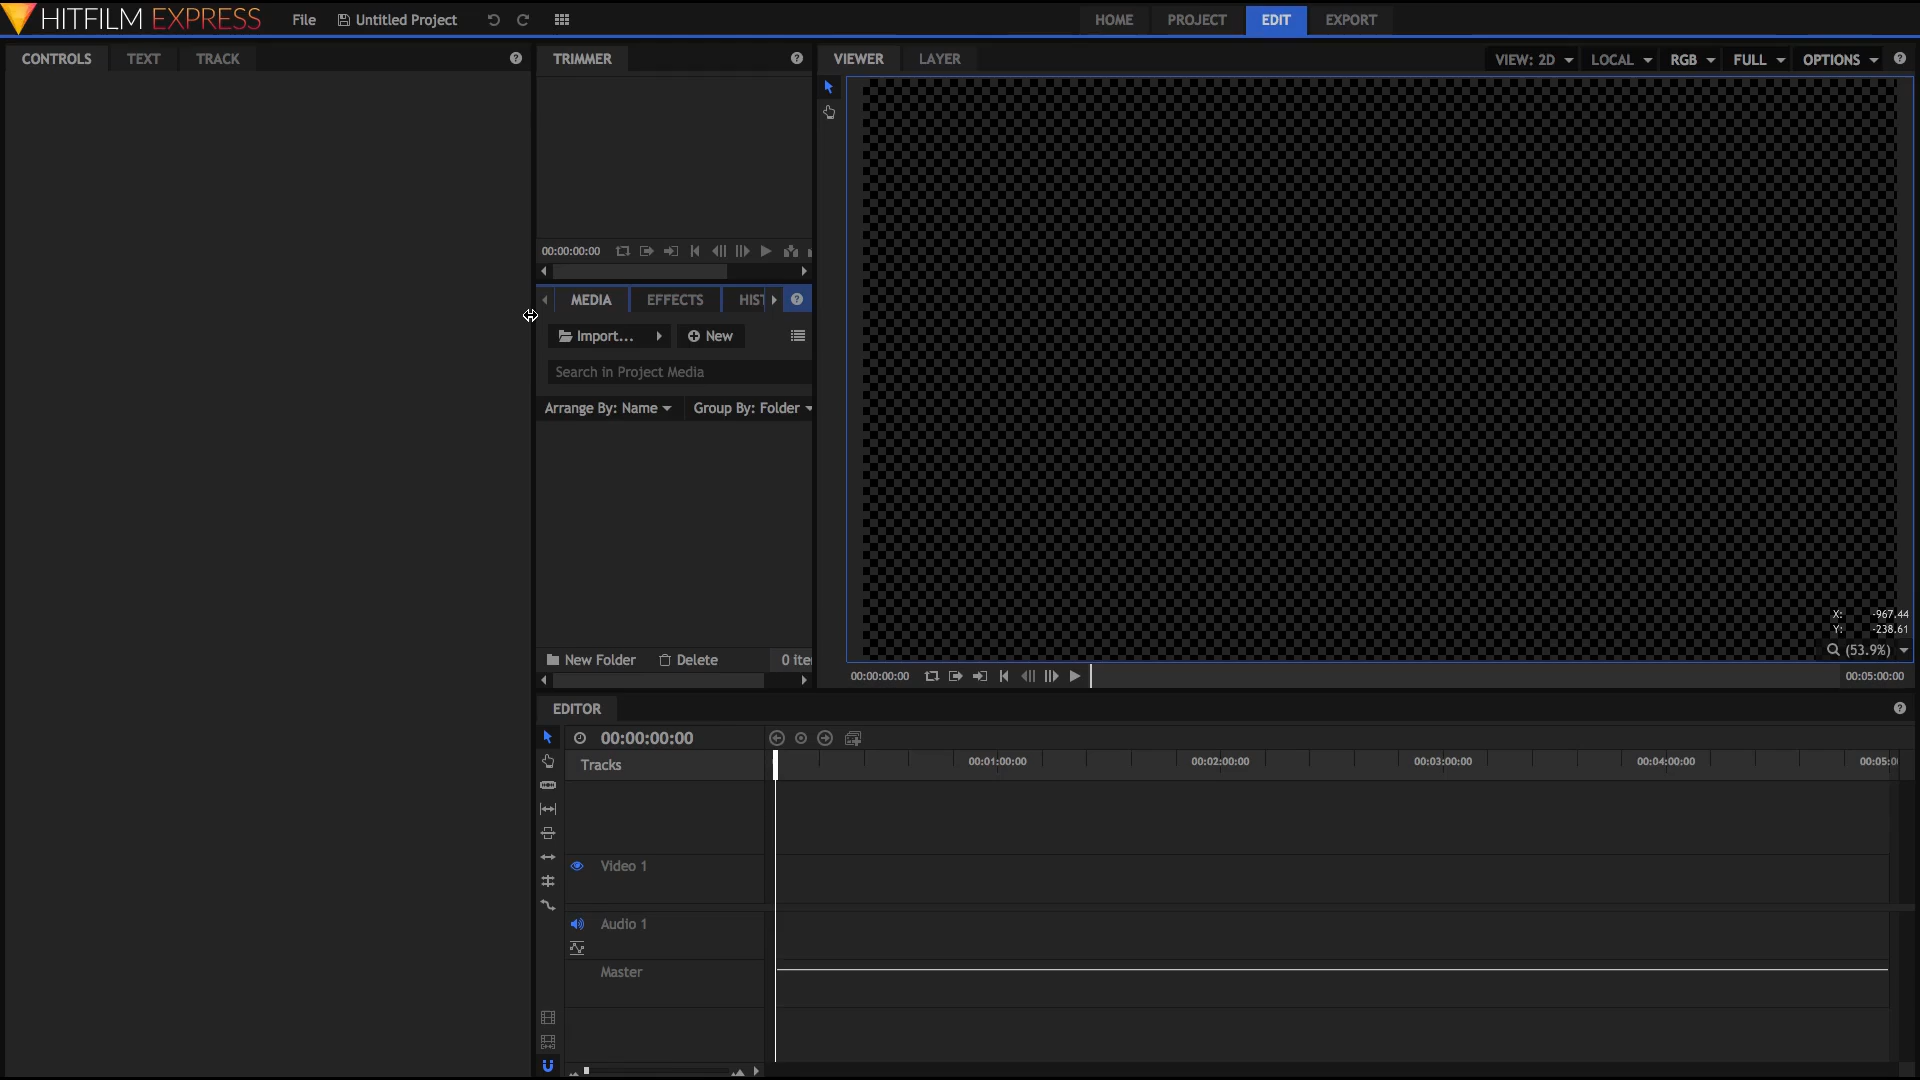 HITFILM EXPRESS
File
Untitled Project
HOME
PROJECT
EDIT
EXPORT
CONTROLS
TEXT
TRACK
TRIMMER
VIEWER
LAYER
VIEW: 2D
LOCAL
RGB
FULL
OPTIONS
00:00:00:00
MEDIA
EFFECTS
HIST
Import...
New
Search in Project Media
Arrange By: Name
Group By: Folder
New Folder
Delete
0 ite
X: -967.44
Y: -238.61
(53.9%)
00:00:00:00
00:05:00:00
EDITOR
00:00:00:00
Tracks
00:01:00:00
00:02:00:00
00:03:00:00
00:04:00:00
00:05:0
Video 1
Audio 1
Master